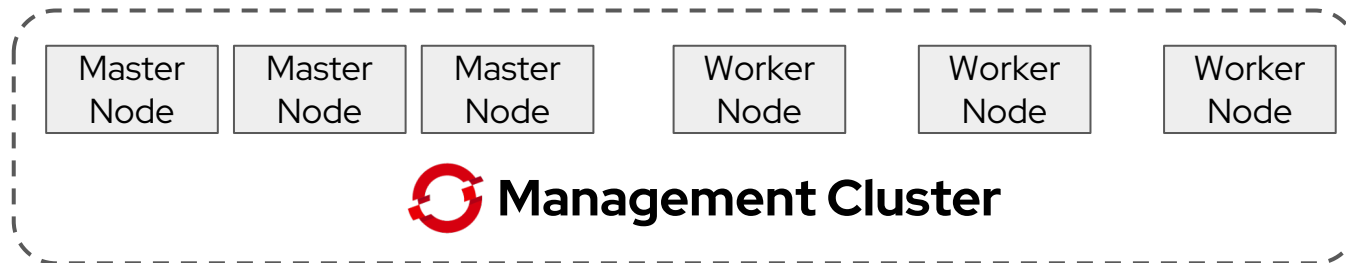 Master
Node
Master
Node
Master
Node
Worker
Node
Worker
Node
Worker
Node
Management Cluster